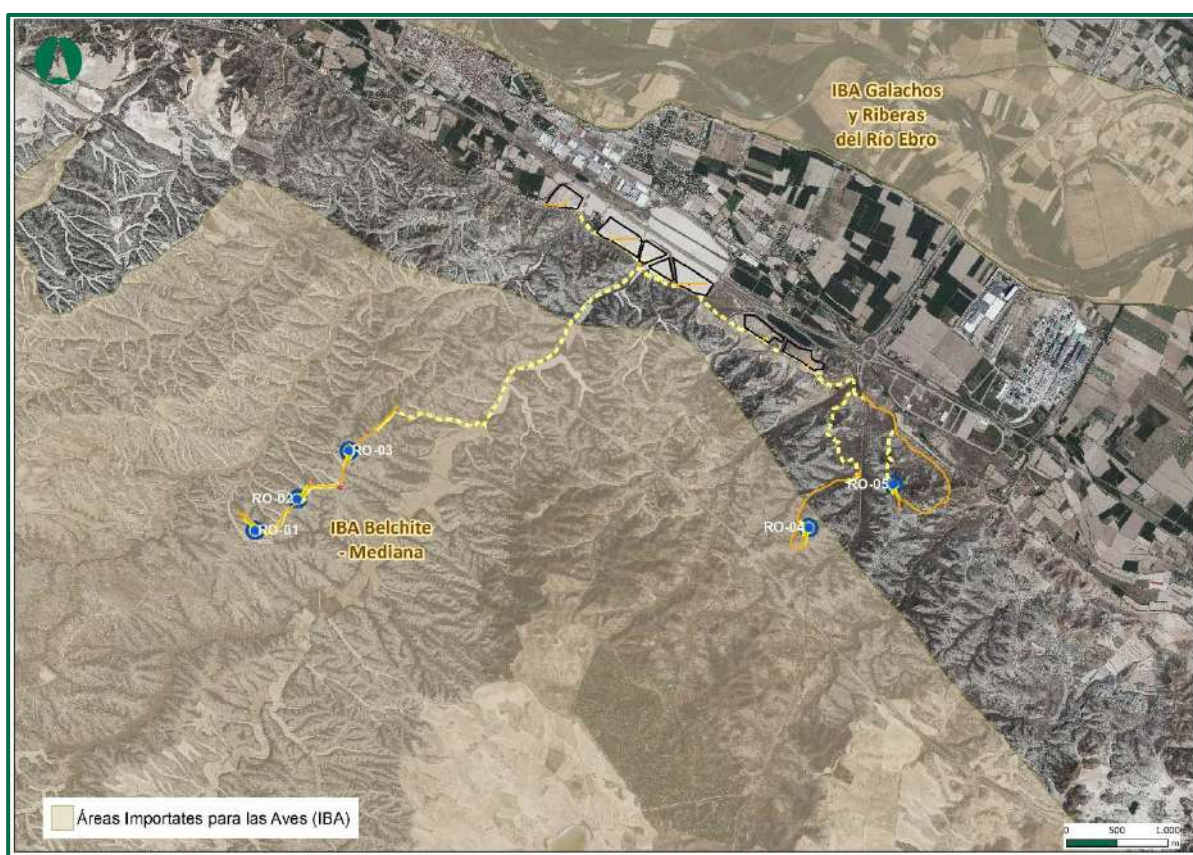 IBA Galachos
y Riberas
del Río Ebro
RO-03
RO-02
RO-01
IBA Belchite
- Mediana
RO-05
RO-04
Áreas Importates para las Aves (IBA)
0 500 1.000
m